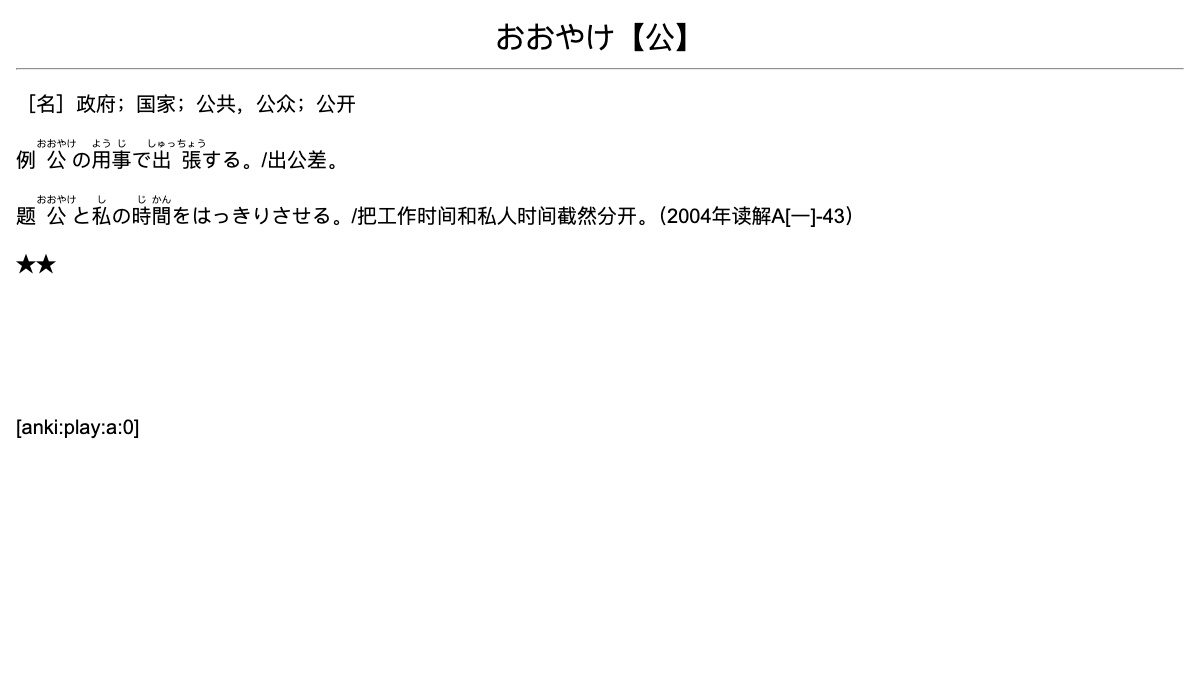 おおやけ【公】
［名］政府；国家；公共，公众；公开
おおやけ ようじ しゅっちょう
例 公の用事で出張する。/出公差。
おおやけ し じかん
题 公と私の時間をはっきりさせる。/把工作时间和私人时间截然分开。（2004年读解A[一]-43）
★★
[anki:play:a:0]